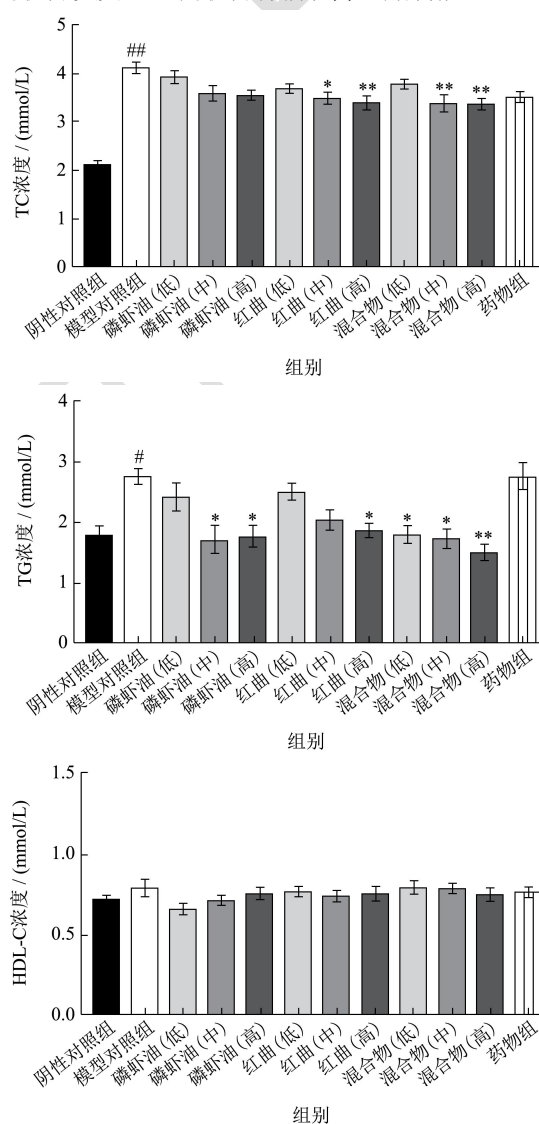 TC浓度 / (mmol/L)
5
4
3
2
1
0
##
*
**
**
**
阴性对照组
模型对照组
磷虾油(低)
磷虾油(中)
磷虾油(高)
红曲(低)
红曲(中)
红曲(高)
混合物(低)
混合物(中)
混合物(高)
药物组
组别
TG浓度 / (mmol/L)
4
3
2
1
0
#
*
*
*
*
*
**
阴性对照组
模型对照组
磷虾油(低)
磷虾油(中)
磷虾油(高)
红曲(低)
红曲(中)
红曲(高)
混合物(低)
混合物(中)
混合物(高)
药物组
组别
HDL-C浓度 / (mmol/L)
1.5
1.0
0.5
0.0
阴性对照组
模型对照组
磷虾油(低)
磷虾油(中)
磷虾油(高)
红曲(低)
红曲(中)
红曲(高)
混合物(低)
混合物(中)
混合物(高)
药物组
组别